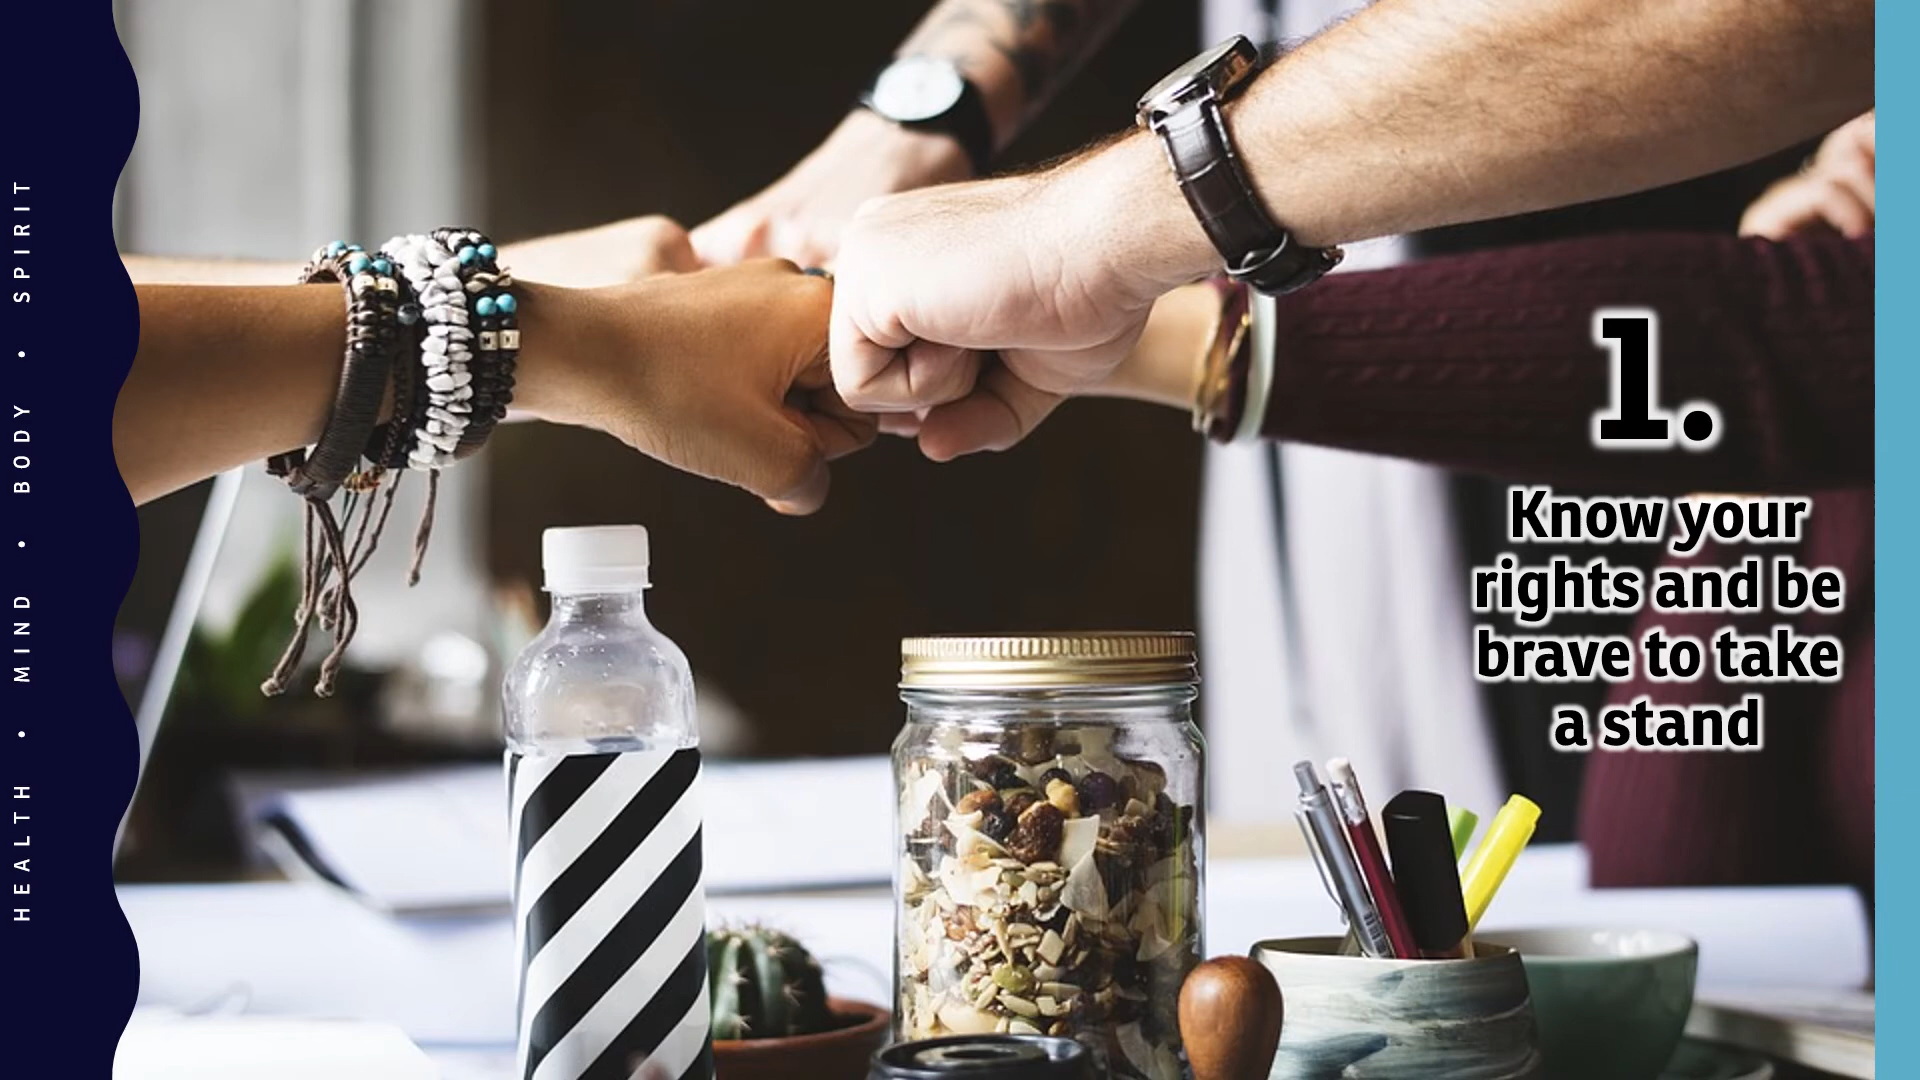 HEALTH • MIND • BODY • SPIRIT
1.
Know your
rights and be
brave to take
a stand